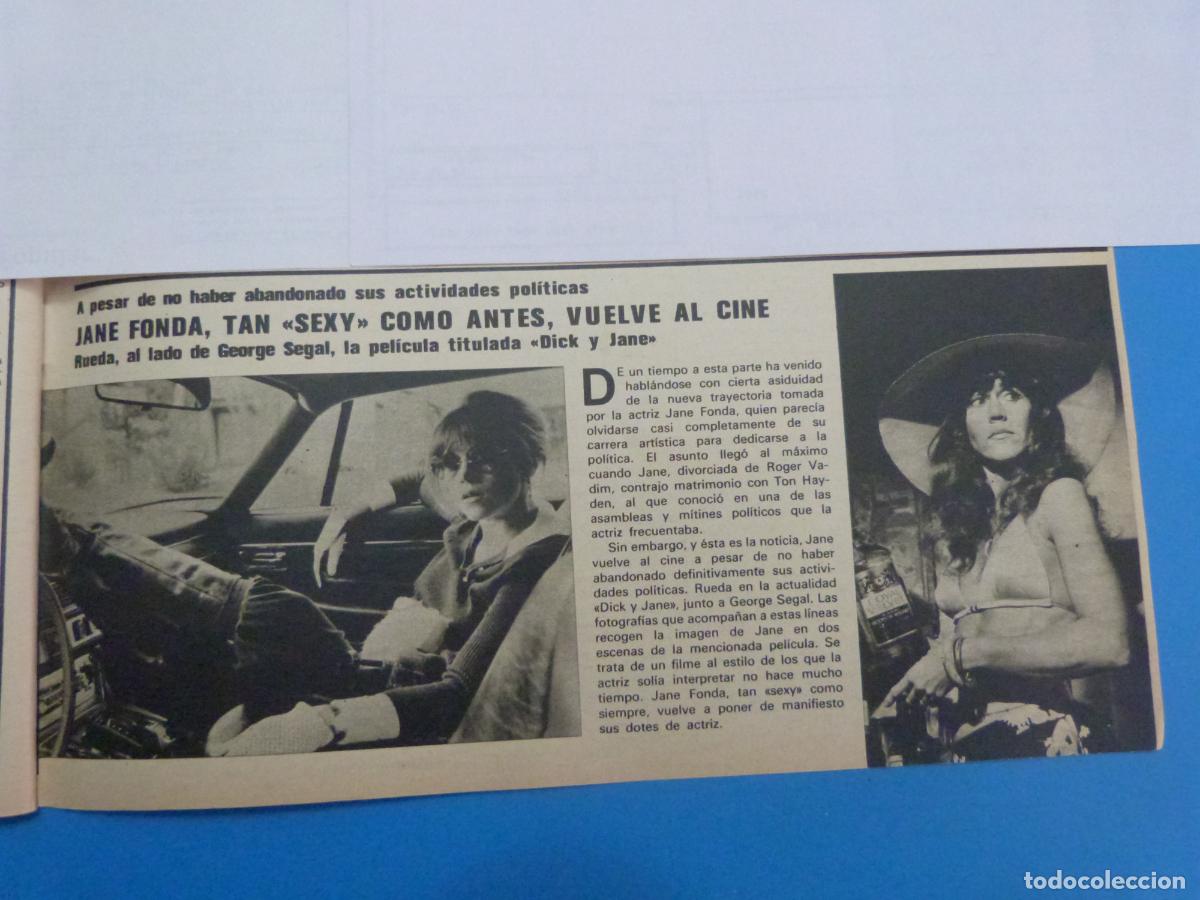 A pesar de no haber abandonado sus actividades políticas
JANE FONDA, TAN «SEXY» COMO ANTES, VUELVE AL CINE
Rueda, al lado de George Segal, la película titulada «Dick y Jane»
DE un tiempo a esta parte ha venido
hablándose con cierta asiduidad
de la nueva trayectoria tomada
por la actriz Jane Fonda, quien parecía
olvidarse casi completamente de su
carrera artística para dedicarse a la
política. El asunto llegó al máximo
cuando Jane, divorciada de Roger Va-
dim, contrajo matrimonio con Ton Hay-
den, al que conoció en una de las
asambleas y mítines políticos que la
actriz frecuentaba.
Sin embargo, y ésta es la noticia, Jane
vuelve al cine a pesar de no haber
abandonado definitivamente sus activi-
dades políticas. Rueda en la actualidad
«Dick y Jane», junto a George Segal. Las
fotografías que acompañan a estas líneas
recogen la imagen de Jane en dos
escenas de la mencionada película. Se
trata de un filme al estilo de los que la
actriz solía interpretar no hace mucho
tiempo. Jane Fonda, tan «sexy» como
siempre, vuelve a poner de manifiesto
sus dotes de actriz.
todocoleccion